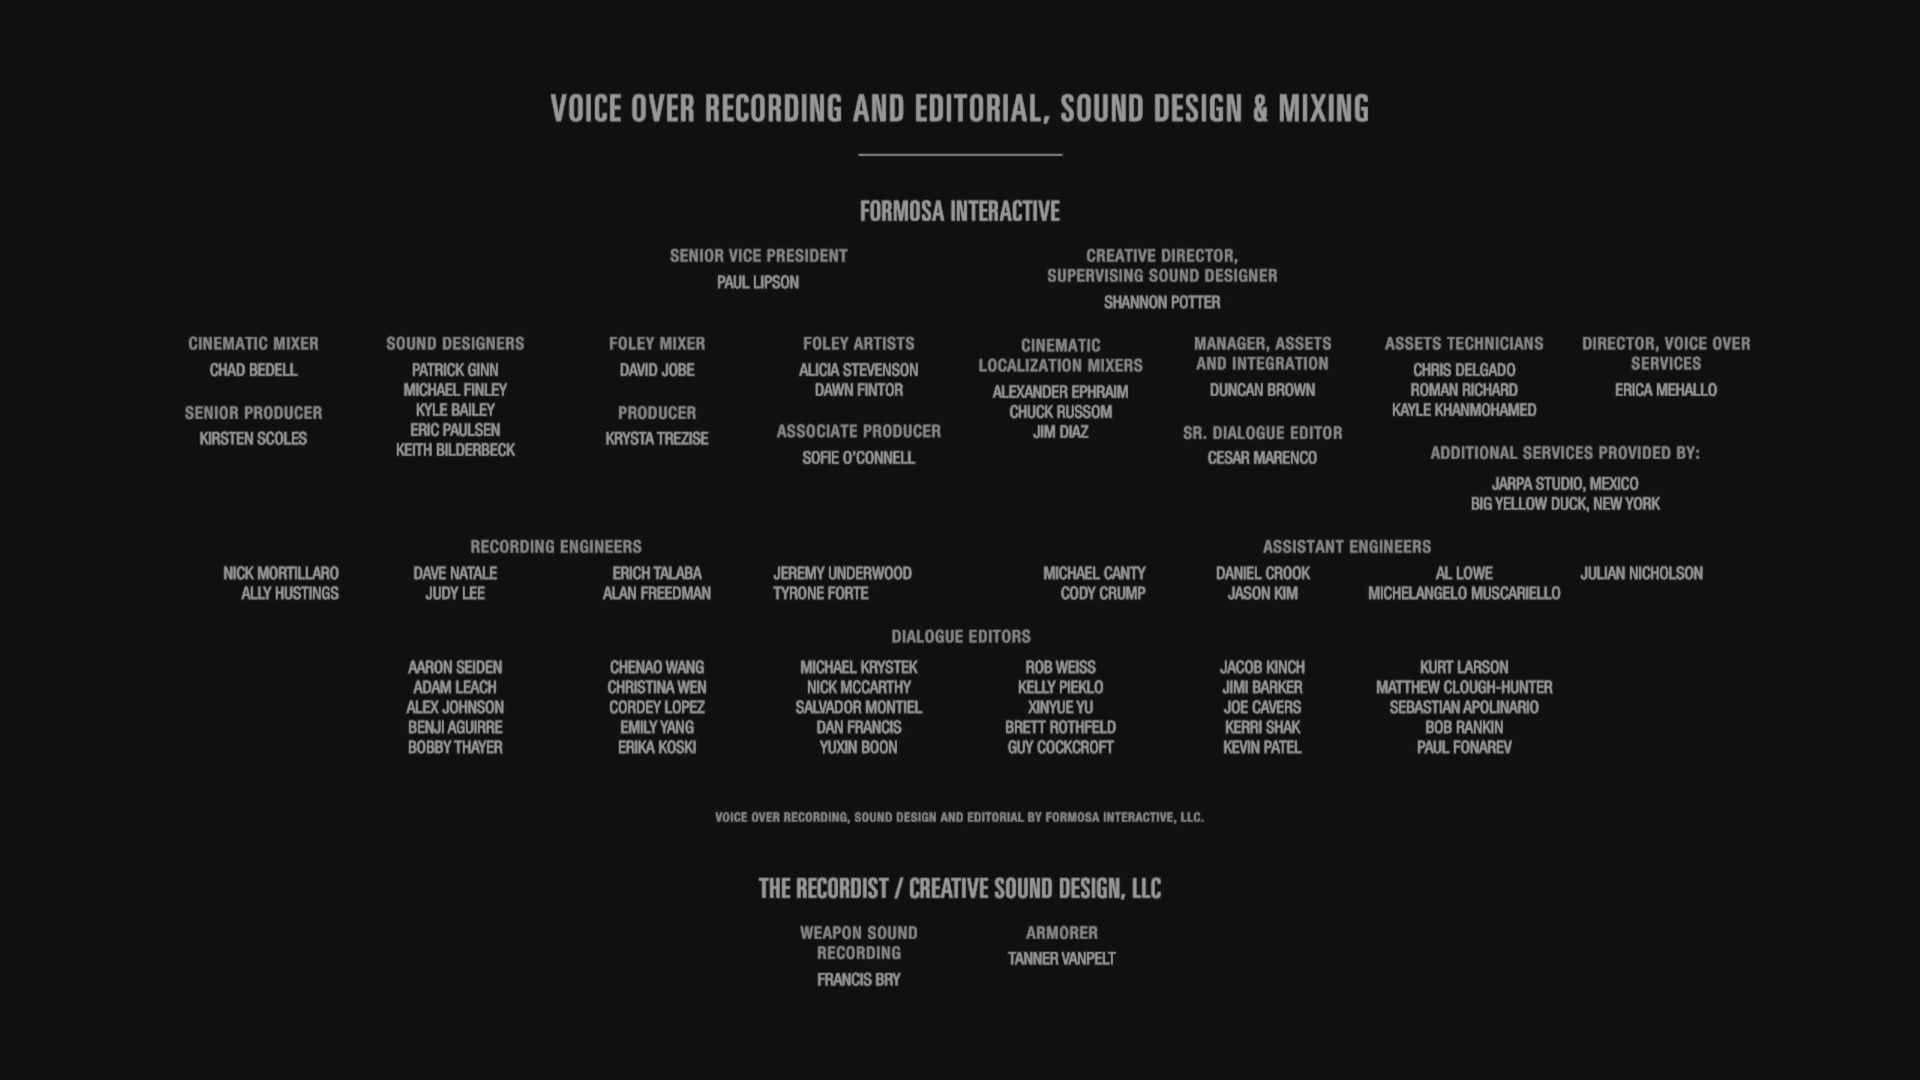 VOICE OVER RECORDING AND EDITORIAL, SOUND DESIGN & MIXING
FORMOSA INTERACTIVE
SENIOR VICE PRESIDENT
PAUL LIPSON
CREATIVE DIRECTOR,
SUPERVISING SOUND DESIGNER
SHANNON POTTER
CINEMATIC MIXER
CHAD BEDELL
SENIOR PRODUCER
KIRSTEN SCOLES
SOUND DESIGNERS
PATRICK GINN
MICHAEL FINLEY
KYLE BAILEY
ERIC PAULSEN
KEITH BILDERBECK
FOLEY MIXER
DAVID JOBE
PRODUCER
KRYSTA TREZISE
FOLEY ARTISTS
ALICIA STEVENSON
DAWN FINTOR
ASSOCIATE PRODUCER
SOFIE O'CONNELL
CINEMATIC
LOCALIZATION MIXERS
ALEXANDER EPHRAIM
CHUCK RUSSOM
JIM DIAZ
MANAGER, ASSETS
AND INTEGRATION
DUNCAN BROWN
SR. DIALOGUE EDITOR
CESAR MARENCO
ASSETS TECHNICIANS
CHRIS DELGADO
ROMAN RICHARD
KAYLE KHANMOHAMED
DIRECTOR, VOICE OVER
SERVICES
ERICA MEHALLO
ADDITIONAL SERVICES PROVIDED BY:
JARPA STUDIO, MEXICO
BIG YELLOW DUCK, NEW YORK
RECORDING ENGINEERS
NICK MORTILLARO
ALLY HUSTINGS
DAVE NATALE
JUDY LEE
ERICH TALABA
ALAN FREEDMAN
JEREMY UNDERWOOD
TYRONE FORTE
ASSISTANT ENGINEERS
MICHAEL CANTY
CODY CRUMP
DANIEL CROOK
JASON KIM
AL LOWE
MICHELANGELO MUSCARIELLO
JULIAN NICHOLSON
DIALOGUE EDITORS
AARON SEIDEN
ADAM LEACH
ALEX JOHNSON
BENJI AGUIRRE
BOBBY THAYER
CHENAO WANG
CHRISTINA WEN
CORDEY LOPEZ
EMILY YANG
ERIKA KOSKI
MICHAEL KRYSTEK
NICK MCCARTHY
SALVADOR MONTIEL
DAN FRANCIS
YUXIN BOON
ROB WEISS
KELLY PIEKLO
XINYUE YU
BRETT ROTHFELD
GUY COCKCROFT
JACOB KINCH
JIMI BARKER
JOE CAVERS
KERRI SHAK
KEVIN PATEL
KURT LARSON
MATTHEW CLOUGH-HUNTER
SEBASTIAN APOLINARIO
BOB RANKIN
PAUL FONAREV
VOICE OVER RECORDING, SOUND DESIGN AND EDITORIAL BY FORMOSA INTERACTIVE, LLC.
THE RECORDIST / CREATIVE SOUND DESIGN, LLC
WEAPON SOUND
RECORDING
FRANCIS BRY
ARMORER
TANNER VANPELT